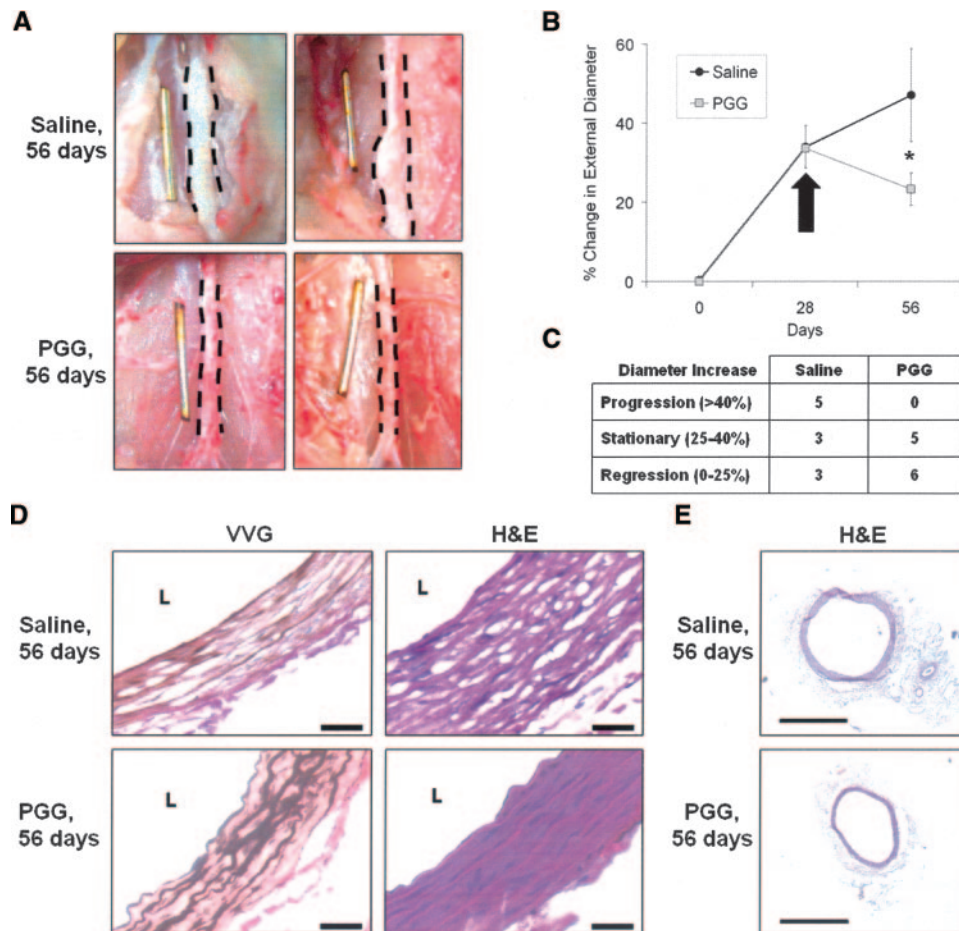 A
Saline,
56 days
PGG,
56 days
B
% Change in External Diameter
60
40
20
0
Saline
PGG
*
0 28 56
Days
C
Diameter Increase Saline PGG
Progression (>40%) 5 0
Stationary (25-40%) 3 5
Regression (0-25%) 3 6
D
VVG H&E
Saline,
56 days
L L
PGG,
56 days
L L
E
H&E
Saline,
56 days
PGG,
56 days